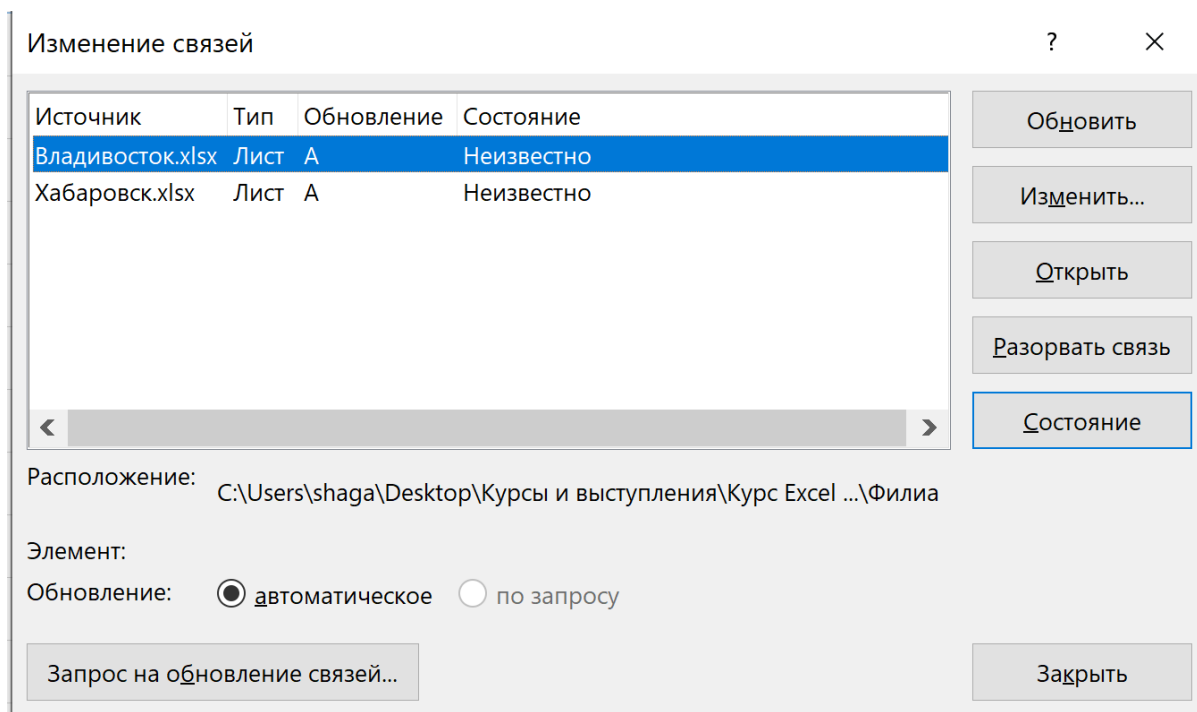 Изменение связей ? ×
Источник Тип Обновление Состояние
Владивосток.xlsx Лист А Неизвестно
Хабаровск.xlsx Лист А Неизвестно
Обновить
Изменить...
Открыть
Разорвать связь
Состояние
Расположение: C:\Users\shaga\Desktop\Курсы и выступления\Курс Excel ...\Филиа
Элемент:
Обновление: автоматическое по запросу
Запрос на обновление связей... Закрыть